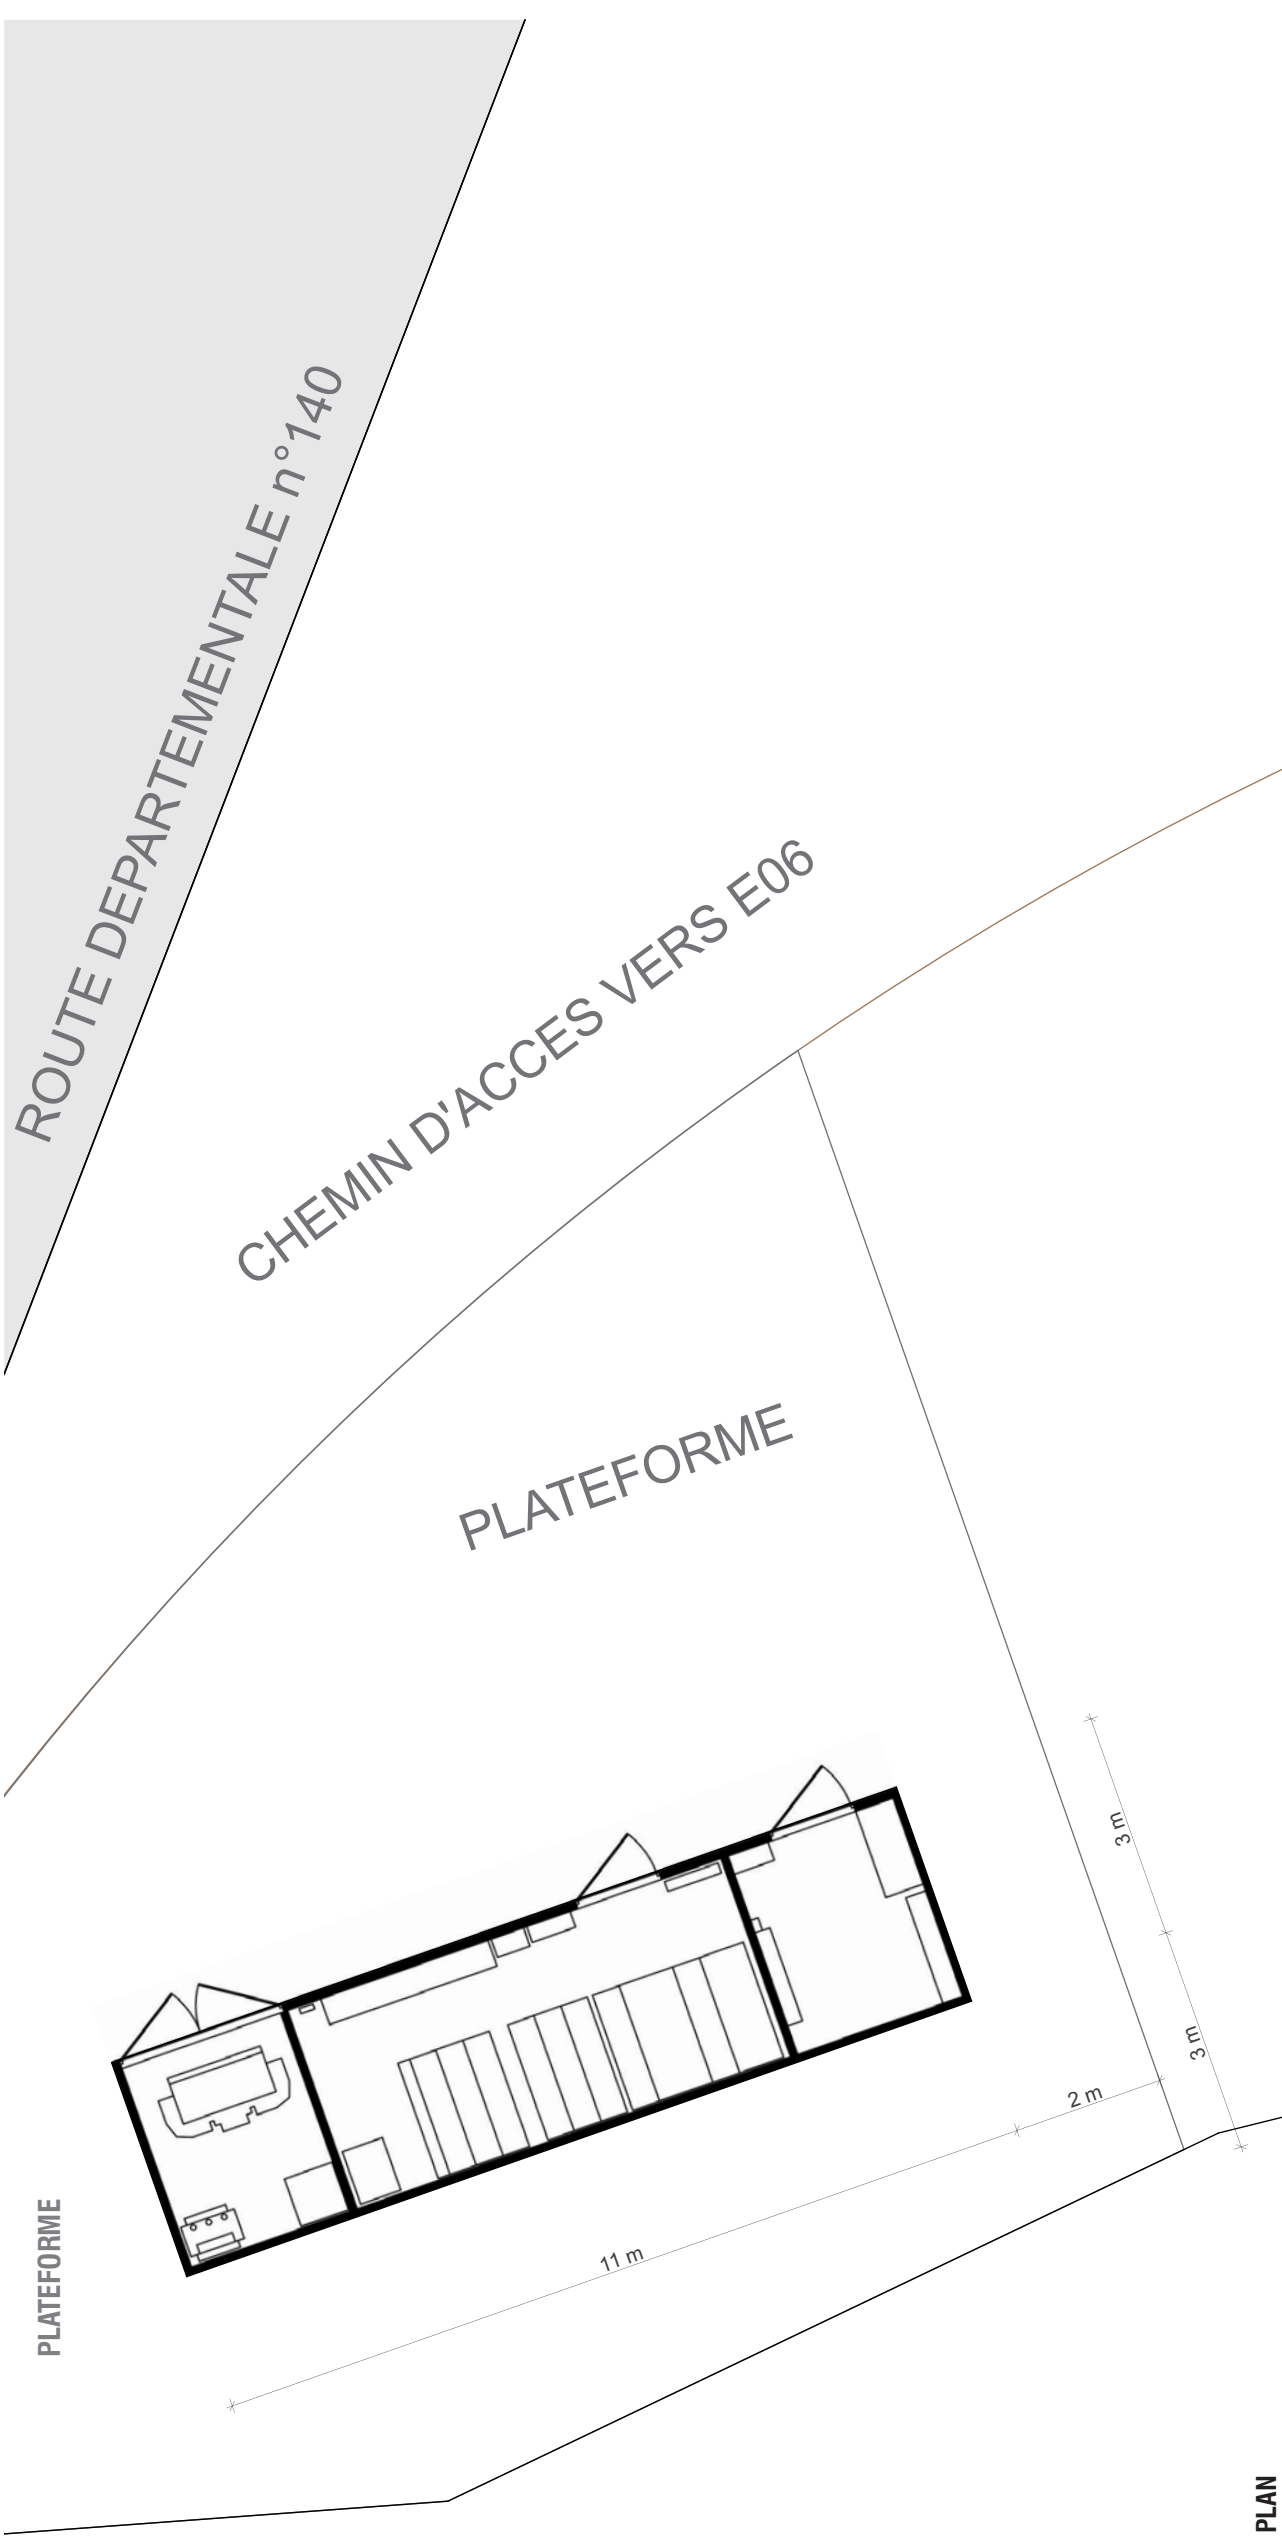 ROUTE DEPARTEMENTALE n°140
CHEMIN D'ACCES VERS E06
PLATEFORME
3 m
3 m
2 m
11 m
PLATEFORME
PLAN